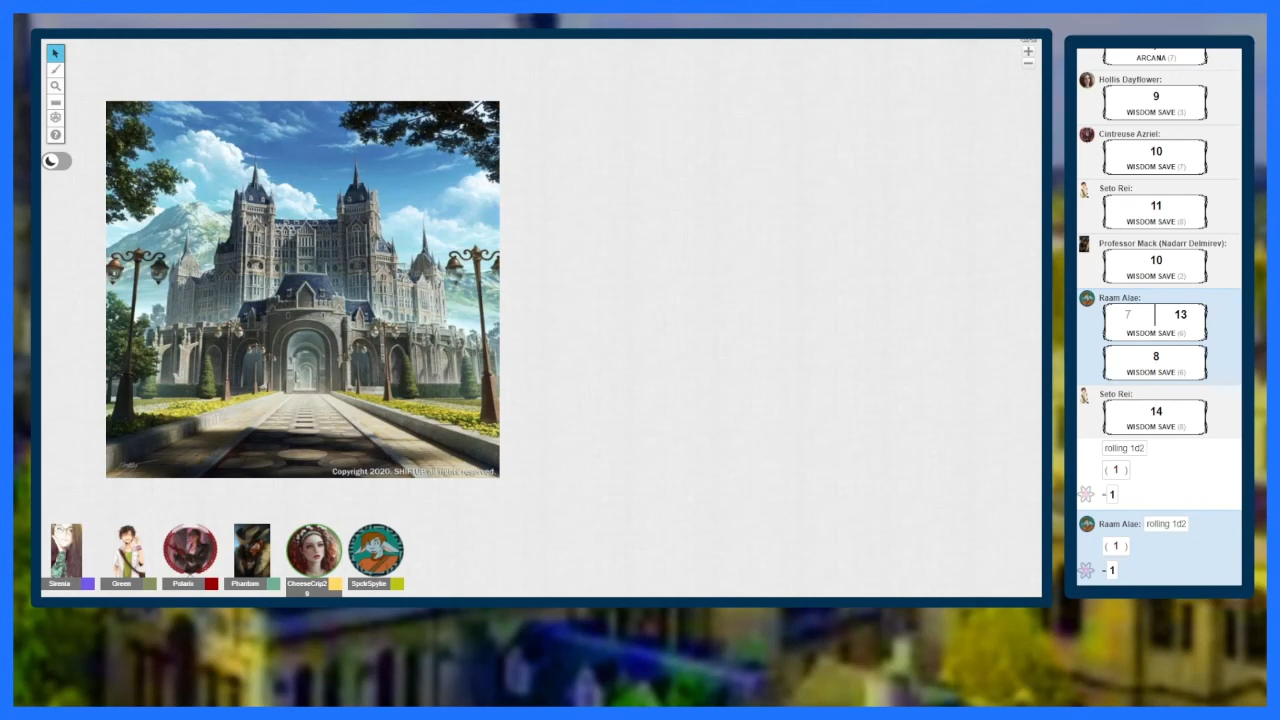 Copyright 2020. SHIFTUP all rights reserved.
Sirenia
Green
Polarix
Phantom
CheeseCrip2
9
SpckSpyke
ARCANA (7)
Hollis Dayflower:
9
WISDOM SAVE (3)
Cintreuse Azriel:
10
WISDOM SAVE (7)
Seto Rei:
11
WISDOM SAVE (8)
Professor Mack (Nadarr Delmirev):
10
WISDOM SAVE (2)
Raam Alae:
7 13
WISDOM SAVE (6)
8
WISDOM SAVE (6)
Seto Rei:
14
WISDOM SAVE (8)
rolling 1d2
( 1 )
=1
Raam Alae: rolling 1d2
( 1 )
=1